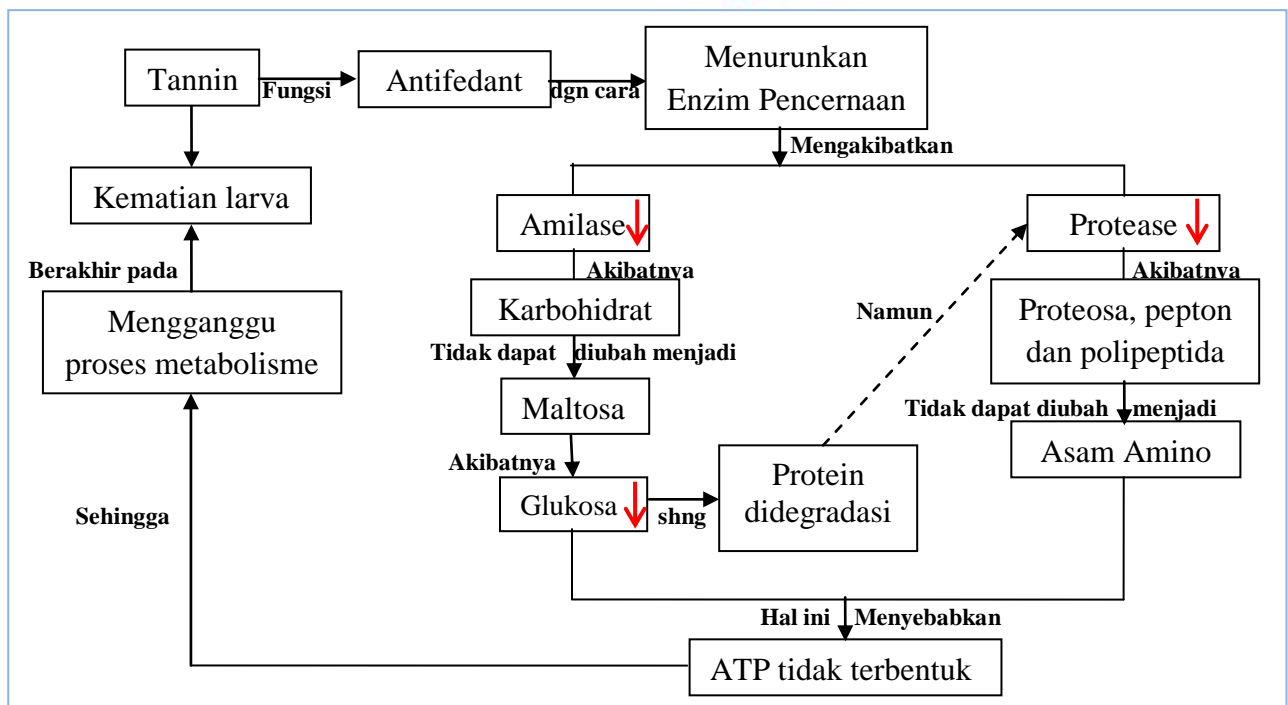 Tannin
Fungsi
Antifedant
dgn cara
Menurunkan
Enzim Pencernaan
Mengakibatkan
Kematian larva
Amilase
Protease
Berakhir pada
Akibatnya
Akibatnya
Mengganggu
proses metabolisme
Karbohidrat
Namun
Proteosa, pepton
dan polipeptida
Tidak dapat diubah menjadi
Tidak dapat diubah menjadi
Maltosa
Asam Amino
Akibatnya
Protein
didegradasi
Glukosa
shng
Sehingga
Hal ini Menyebabkan
ATP tidak terbentuk